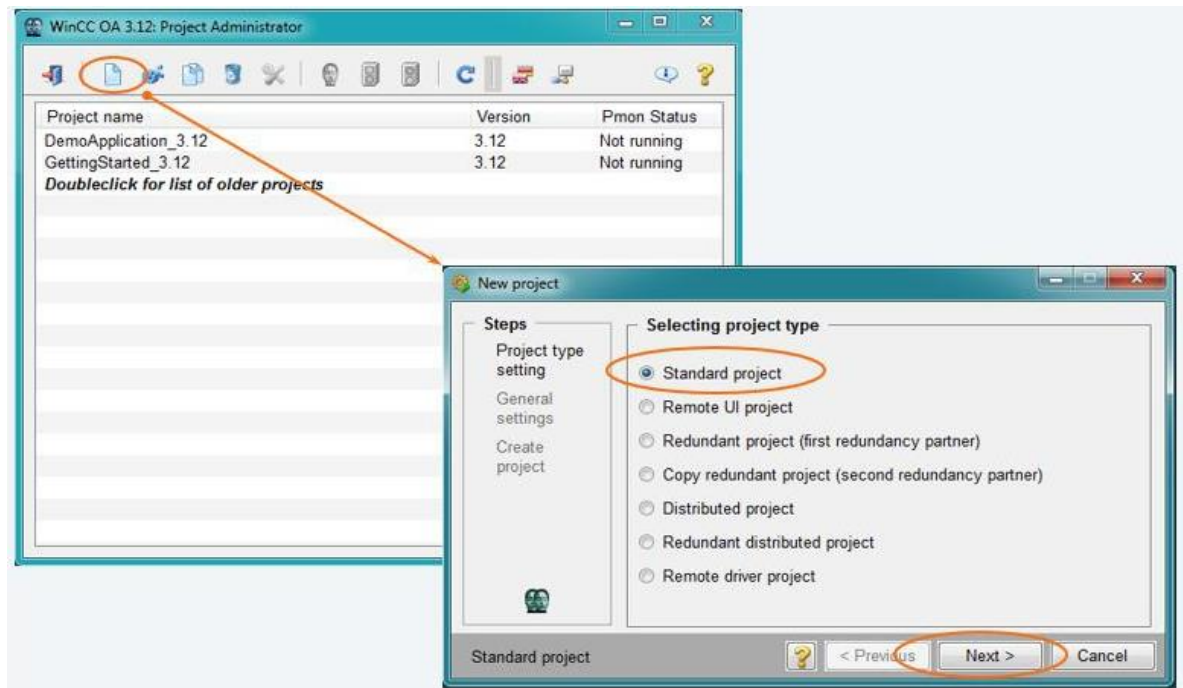 WinCC OA 3.12: Project Administrator
Project name Version Pmon Status
DemoApplication_3.12 3.12 Not running
GettingStarted_3.12 3.12 Not running
Doubleclick for list of older projects
New project
Steps
Project type
setting
General
settings
Create
project
Selecting project type
Standard project
Remote UI project
Redundant project (first redundancy partner)
Copy redundant project (second redundancy partner)
Distributed project
Redundant distributed project
Remote driver project
Standard project
< Previous Next > Cancel